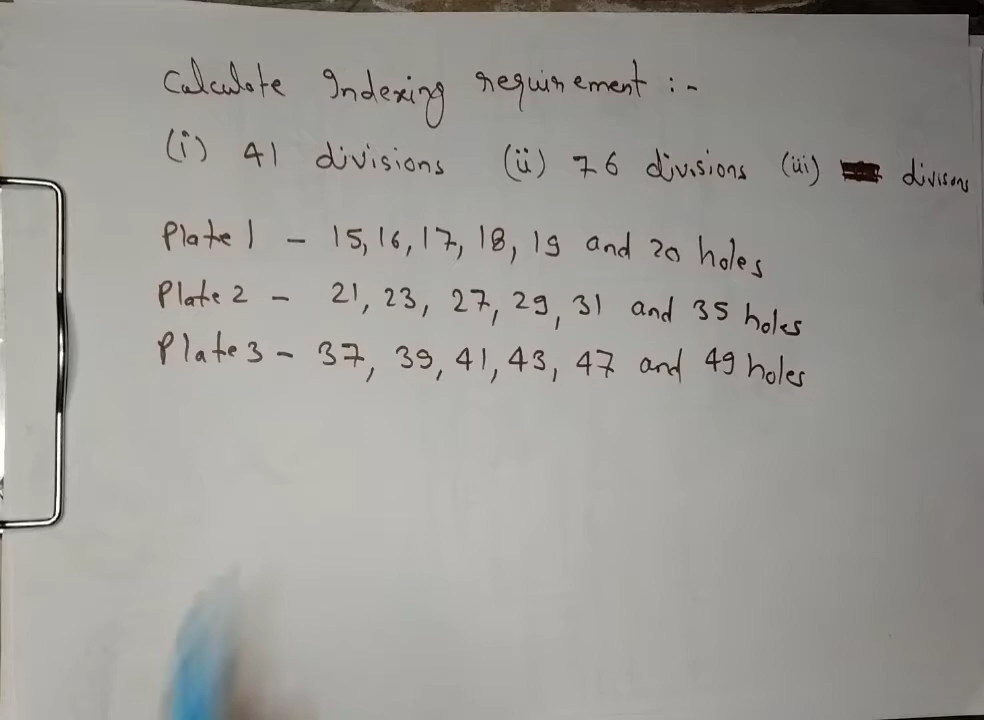 Calculate Indexing requirement :-
(i) 41 divisions (ii) 76 divisions (iii) divisons
Plate 1 - 15, 16, 17, 18, 19 and 20 holes
Plate 2 - 21, 23, 27, 29, 31 and 35 holes
Plate 3 - 37, 39, 41, 43, 47 and 49 holes